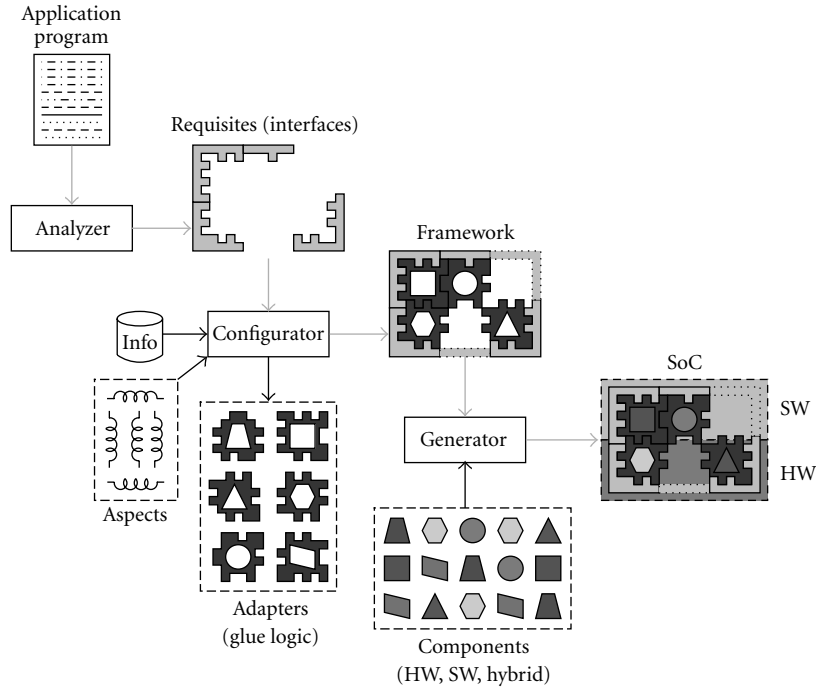 Application
program
Requisites (interfaces)
Analyzer
Framework
Info
Configurator
SoC
SW
Generator
HW
Aspects
Adapters
(glue logic)
Components
(HW, SW, hybrid)